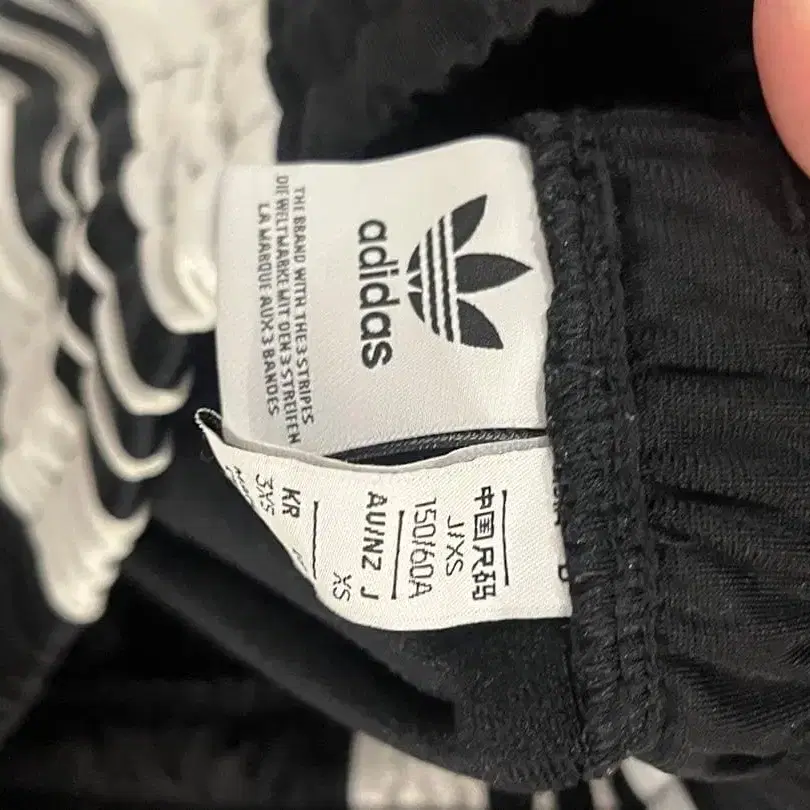 adidas
THE BRAND WITH THE 3 STRIPES
DIE WELTMARKE MIT DEN 3 STREIFEN
LA MARQUE AUX 3 BANDES
中国尺码
J/XS
150/60A
AU/NZ J
XS
KR
3XS